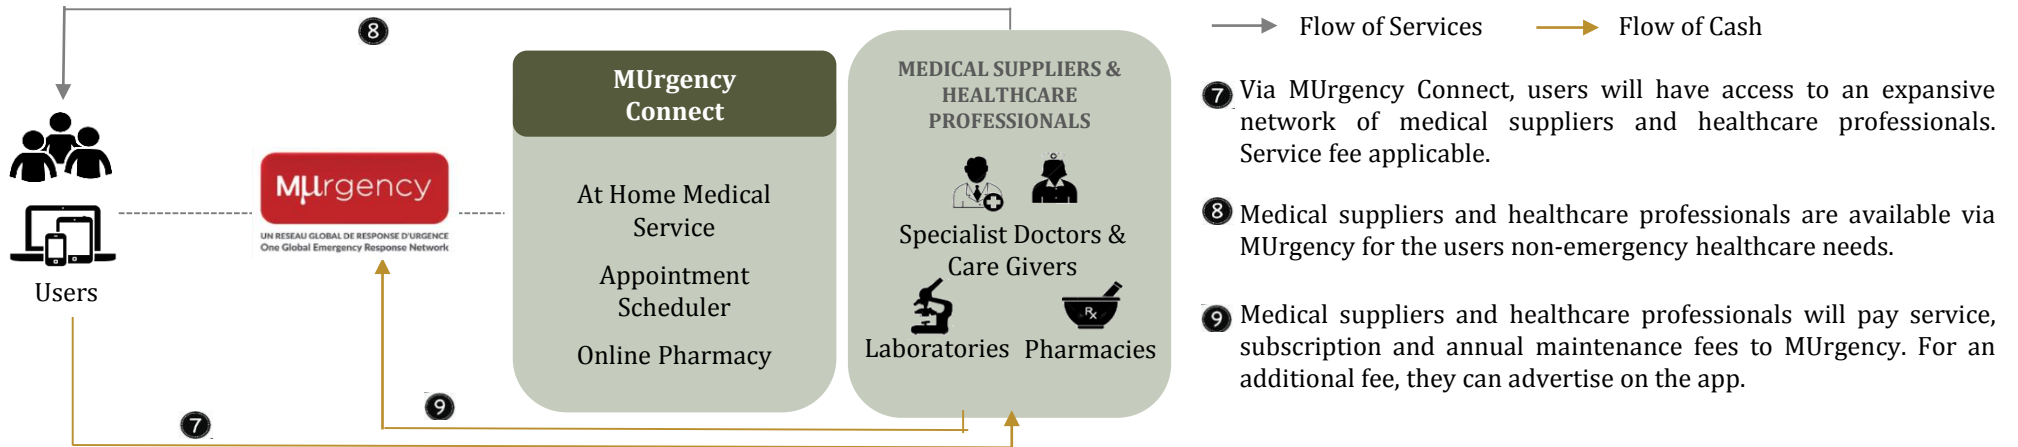 8
MUrgency
Connect
At Home Medical
Service
Appointment
Scheduler
Online Pharmacy
MEDICAL SUPPLIERS &
HEALTHCARE
PROFESSIONALS
Specialist Doctors &
Care Givers
Rx
Laboratories Pharmacies
Mµrgency
UN RESEAU GLOBAL DE RESPONSE D'URGENCE
One Global Emergency Response Network
Users
9
7
Flow of Services
Flow of Cash
7 Via MUrgency Connect, users will have access to an expansive
network of medical suppliers and healthcare professionals.
Service fee applicable.
8 Medical suppliers and healthcare professionals are available via
MUrgency for the users non-emergency healthcare needs.
9 Medical suppliers and healthcare professionals will pay service,
subscription and annual maintenance fees to MUrgency. For an
additional fee, they can advertise on the app.